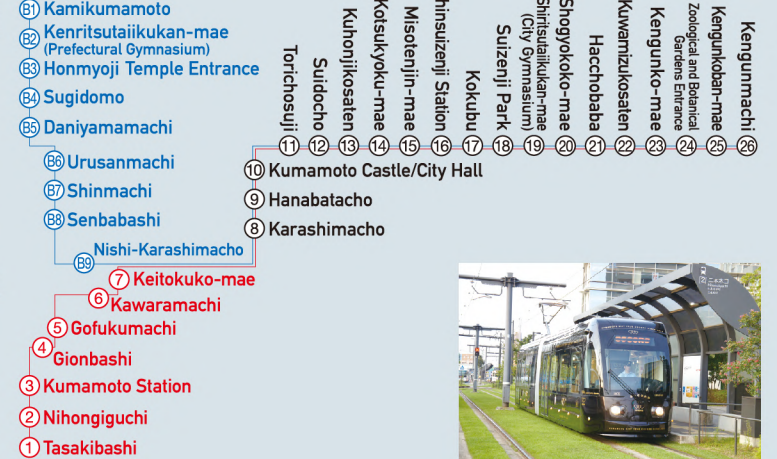 B1 Kamikumamoto
B2 Kenritsutaiikukan-mae
(Prefectural Gymnasium)
B3 Honmyoji Temple Entrance
B4 Sugidomo
B5 Daniyamamachi
B6 Urusanmachi
B7 Shinmachi
B8 Senbabashi
B9 Nishi-Karashimacho
7 Keitokuko-mae
6 Kawaramachi
5 Gofukumachi
4 Gionbashi
3 Kumamoto Station
2 Nihongiguchi
1 Tasakibashi
8 Karashimacho
9 Hanabatacho
10 Kumamoto Castle/City Hall
11 Torichosuji
12 Suidocho
13 Kuhonjikosaten
14 Kotsukyoku-mae
15 Misotenjin-mae
16 hinsuizenji Station
17 Kokubu
18 Suizenji Park
19 Shiritsutaiikukan-mae
(City Gymnasium)
20 Shogyokoko-mae
21 Hacchobaba
22 Kuwamizukosaten
23 Kengunko-mae
24 Zoological and Botanical
Gardens Entrance
25 Kengunkoban-mae
26 Kengunmachi